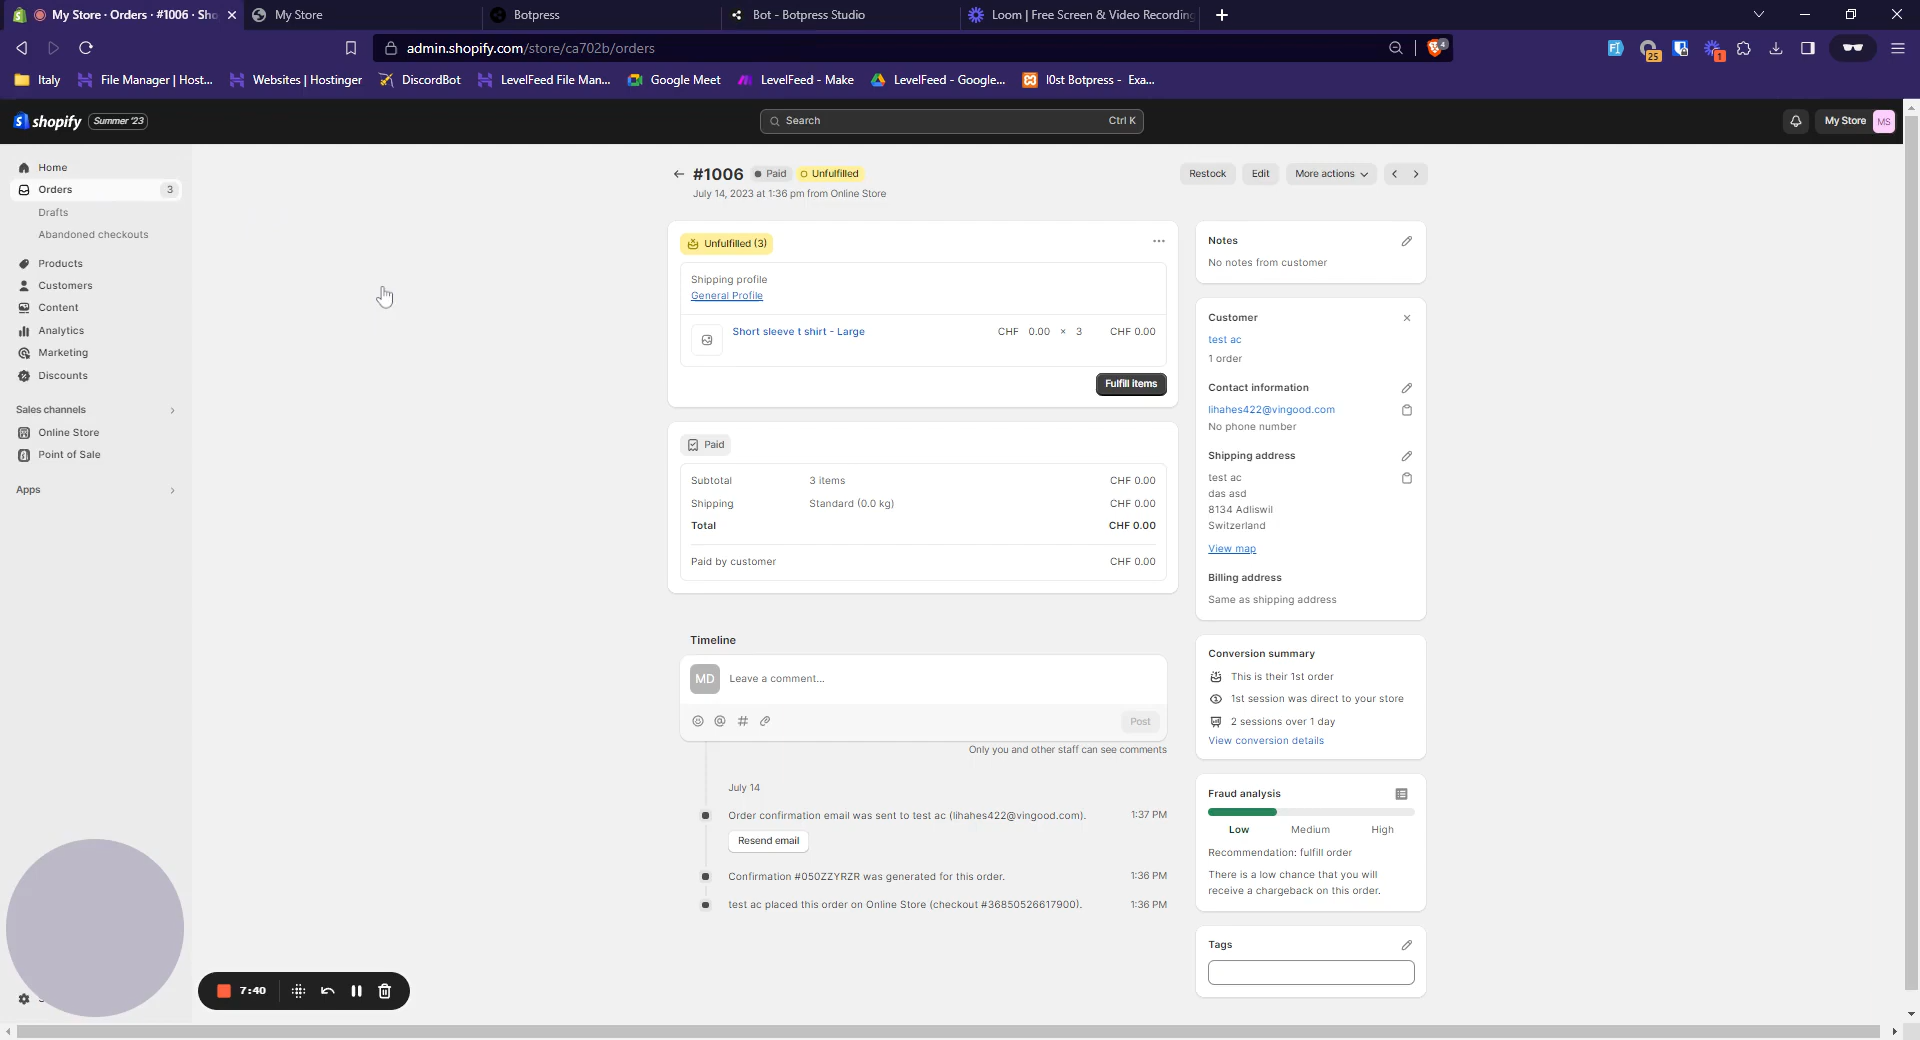 My Store · Orders · #1006 · Sho
My Store
Botpress
Bot - Botpress Studio
Loom | Free Screen & Video Recording
admin.shopify.com/store/ca702b/orders
4
25
1
Italy
File Manager | Host...
Websites | Hostinger
DiscordBot
LevelFeed File Man...
Google Meet
LevelFeed - Make
LevelFeed - Google...
l0st Botpress - Exa...
shopify
Summer '23
Search
Ctrl K
My Store
MS
Home
Orders
3
Drafts
Abandoned checkouts
Products
Customers
Content
Analytics
Marketing
Discounts
Sales channels
Online Store
Point of Sale
Apps
7:40
#1006
Paid
Unfulfilled
July 14, 2023 at 1:36 pm from Online Store
Restock
Edit
More actions
Unfulfilled (3)
Shipping profile
General Profile
Short sleeve t shirt - Large
CHF 0.00 × 3
CHF 0.00
Fulfill items
Paid
Subtotal
3 items
CHF 0.00
Shipping
Standard (0.0 kg)
CHF 0.00
Total
CHF 0.00
Paid by customer
CHF 0.00
Timeline
MD
Leave a comment...
Post
Only you and other staff can see comments
July 14
Order confirmation email was sent to test ac (lihahes422@vingood.com).
1:37 PM
Resend email
Confirmation #050ZZYRZR was generated for this order.
1:36 PM
test ac placed this order on Online Store (checkout #36850526617900).
1:36 PM
Notes
No notes from customer
Customer
test ac
1 order
Contact information
lihahes422@vingood.com
No phone number
Shipping address
test ac
das asd
8134 Adliswil
Switzerland
View map
Billing address
Same as shipping address
Conversion summary
This is their 1st order
1st session was direct to your store
2 sessions over 1 day
View conversion details
Fraud analysis
Low
Medium
High
Recommendation: fulfill order
There is a low chance that you will
receive a chargeback on this order.
Tags